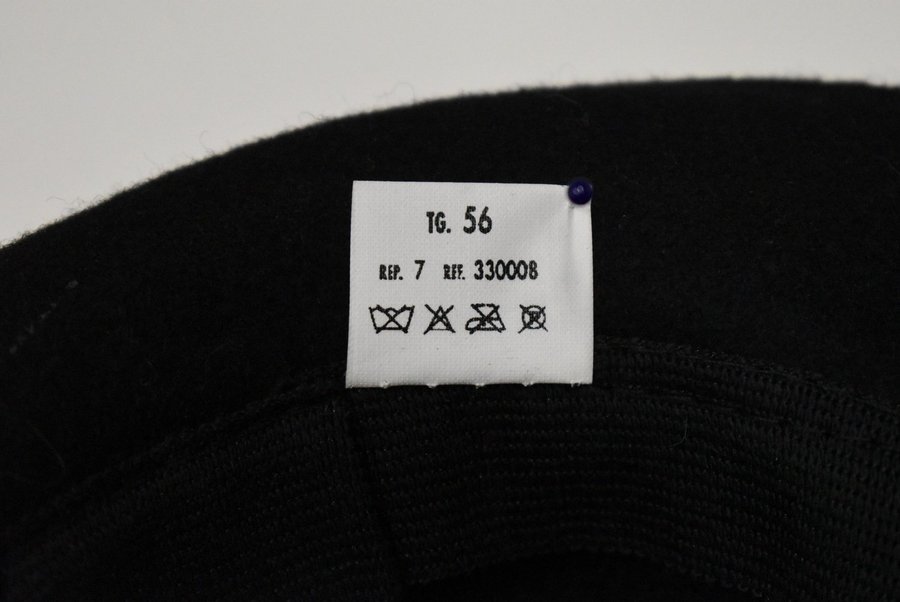 TG. 56
REP. 7 REF. 330008